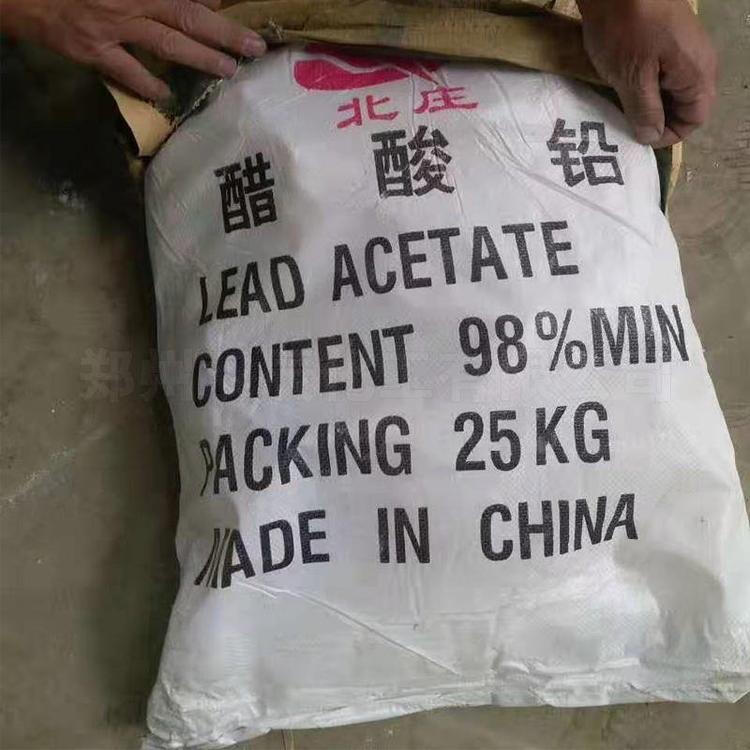 北庄
醋酸铅
LEAD ACETATE
CONTENT 98%MIN
PACKING 25KG
MADE IN CHINA